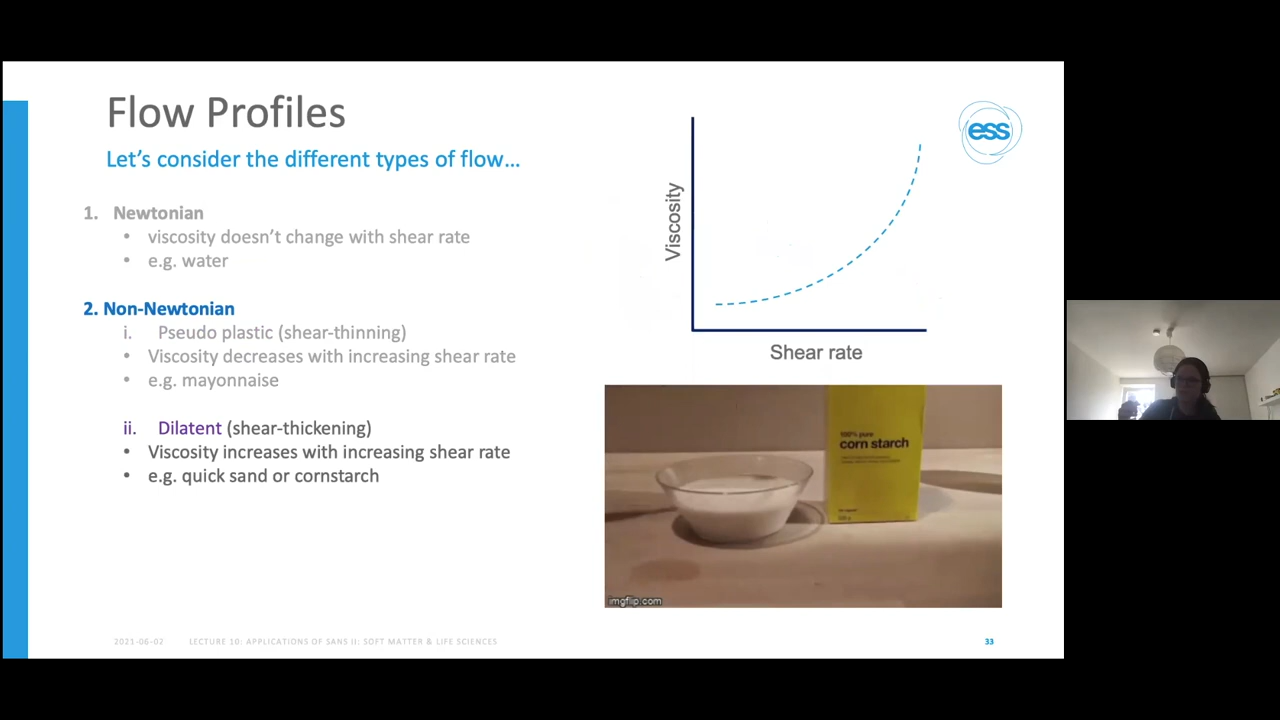 Flow Profiles
Let's consider the different types of flow...
1. Newtonian
• viscosity doesn't change with shear rate
• e.g. water
2. Non-Newtonian
i. Pseudo plastic (shear-thinning)
• Viscosity decreases with increasing shear rate
• e.g. mayonnaise
ii. Dilatent (shear-thickening)
• Viscosity increases with increasing shear rate
• e.g. quick sand or cornstarch
Viscosity
Shear rate
ess
100% pure
corn starch
imgflip.com
2021-06-02 LECTURE 10: APPLICATIONS OF SANS II: SOFT MATTER & LIFE SCIENCES
33